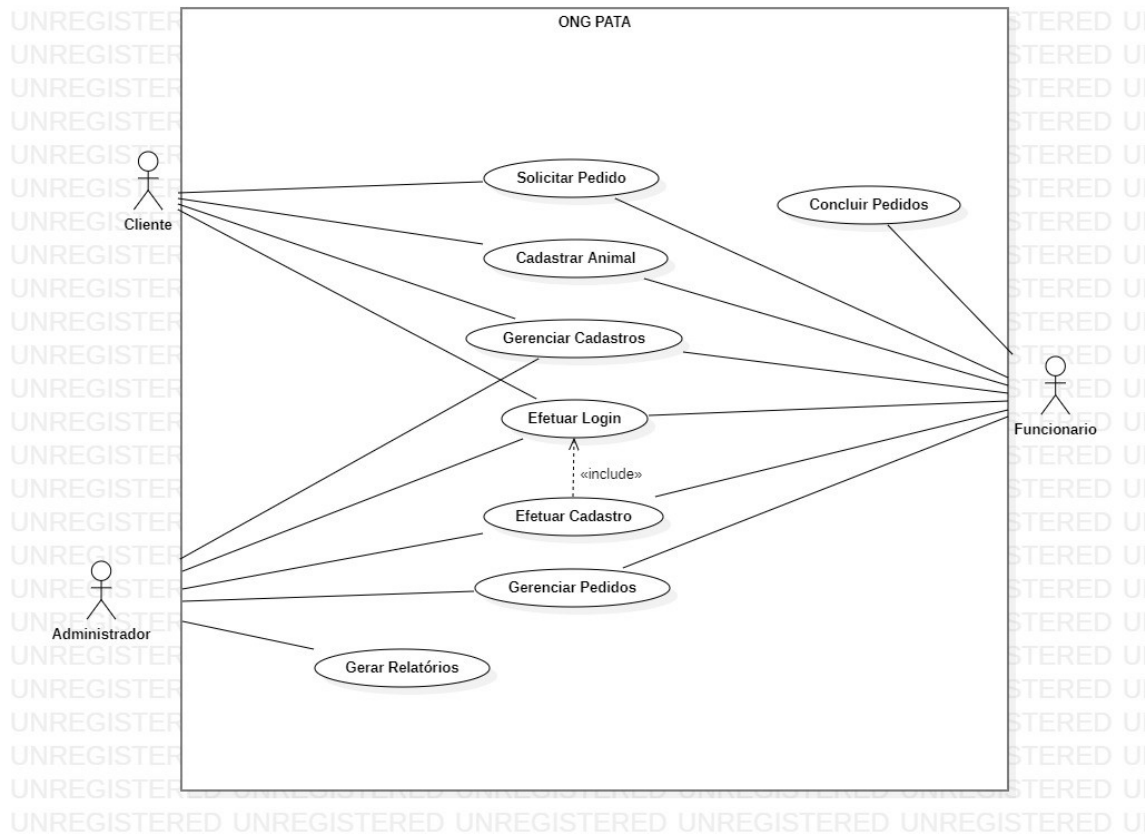 ONG PATA
Solicitar Pedido
Concluir Pedidos
Cliente
Cadastrar Animal
Gerenciar Cadastros
Efetuar Login
Funcionario
«include»
Efetuar Cadastro
Gerenciar Pedidos
Administrador
Gerar Relatórios
UNREGISTERED UNREGISTERED UNREGISTERED UNREGISTERED UNREGISTERED U